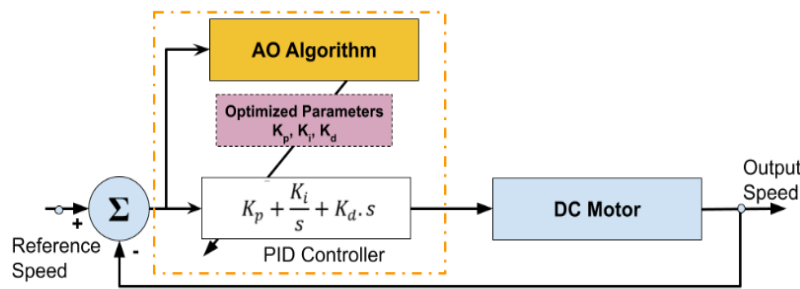 AO Algorithm
Optimized Parameters
Kp, Ki, Kd
Σ
+
-
Reference
Speed
Kp + Ki/s + Kd.s
PID Controller
DC Motor
Output
Speed